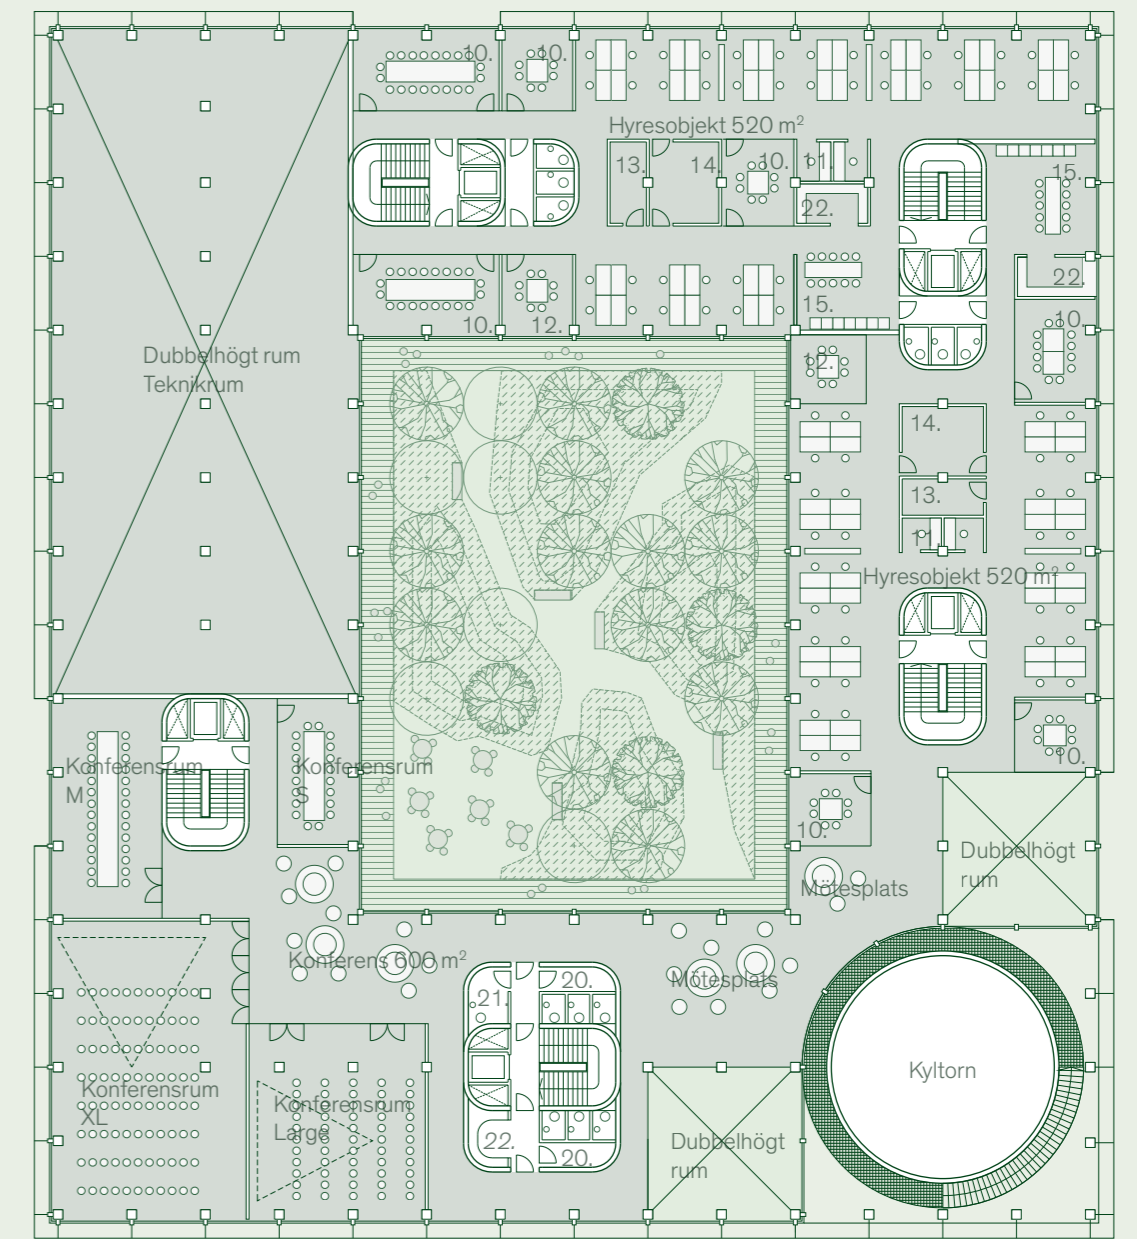 10.
10.
Hyresobjekt 520 m²
13.
14.
10.
11.
15.
22.
22.
15.
10.
12.
10.
Dubbelhögt rum
Teknikrum
12.
14.
13.
11.
Hyresobjekt 520 m²
10.
Konferensrum
M
Konferensrum
S
10.
Dubbelhögt
rum
Mötesplats
Konferens 600 m²
Mötesplats
20.
21.
Kyltorn
Konferensrum
XL
Konferensrum
Large
22.
20.
Dubbelhögt
rum